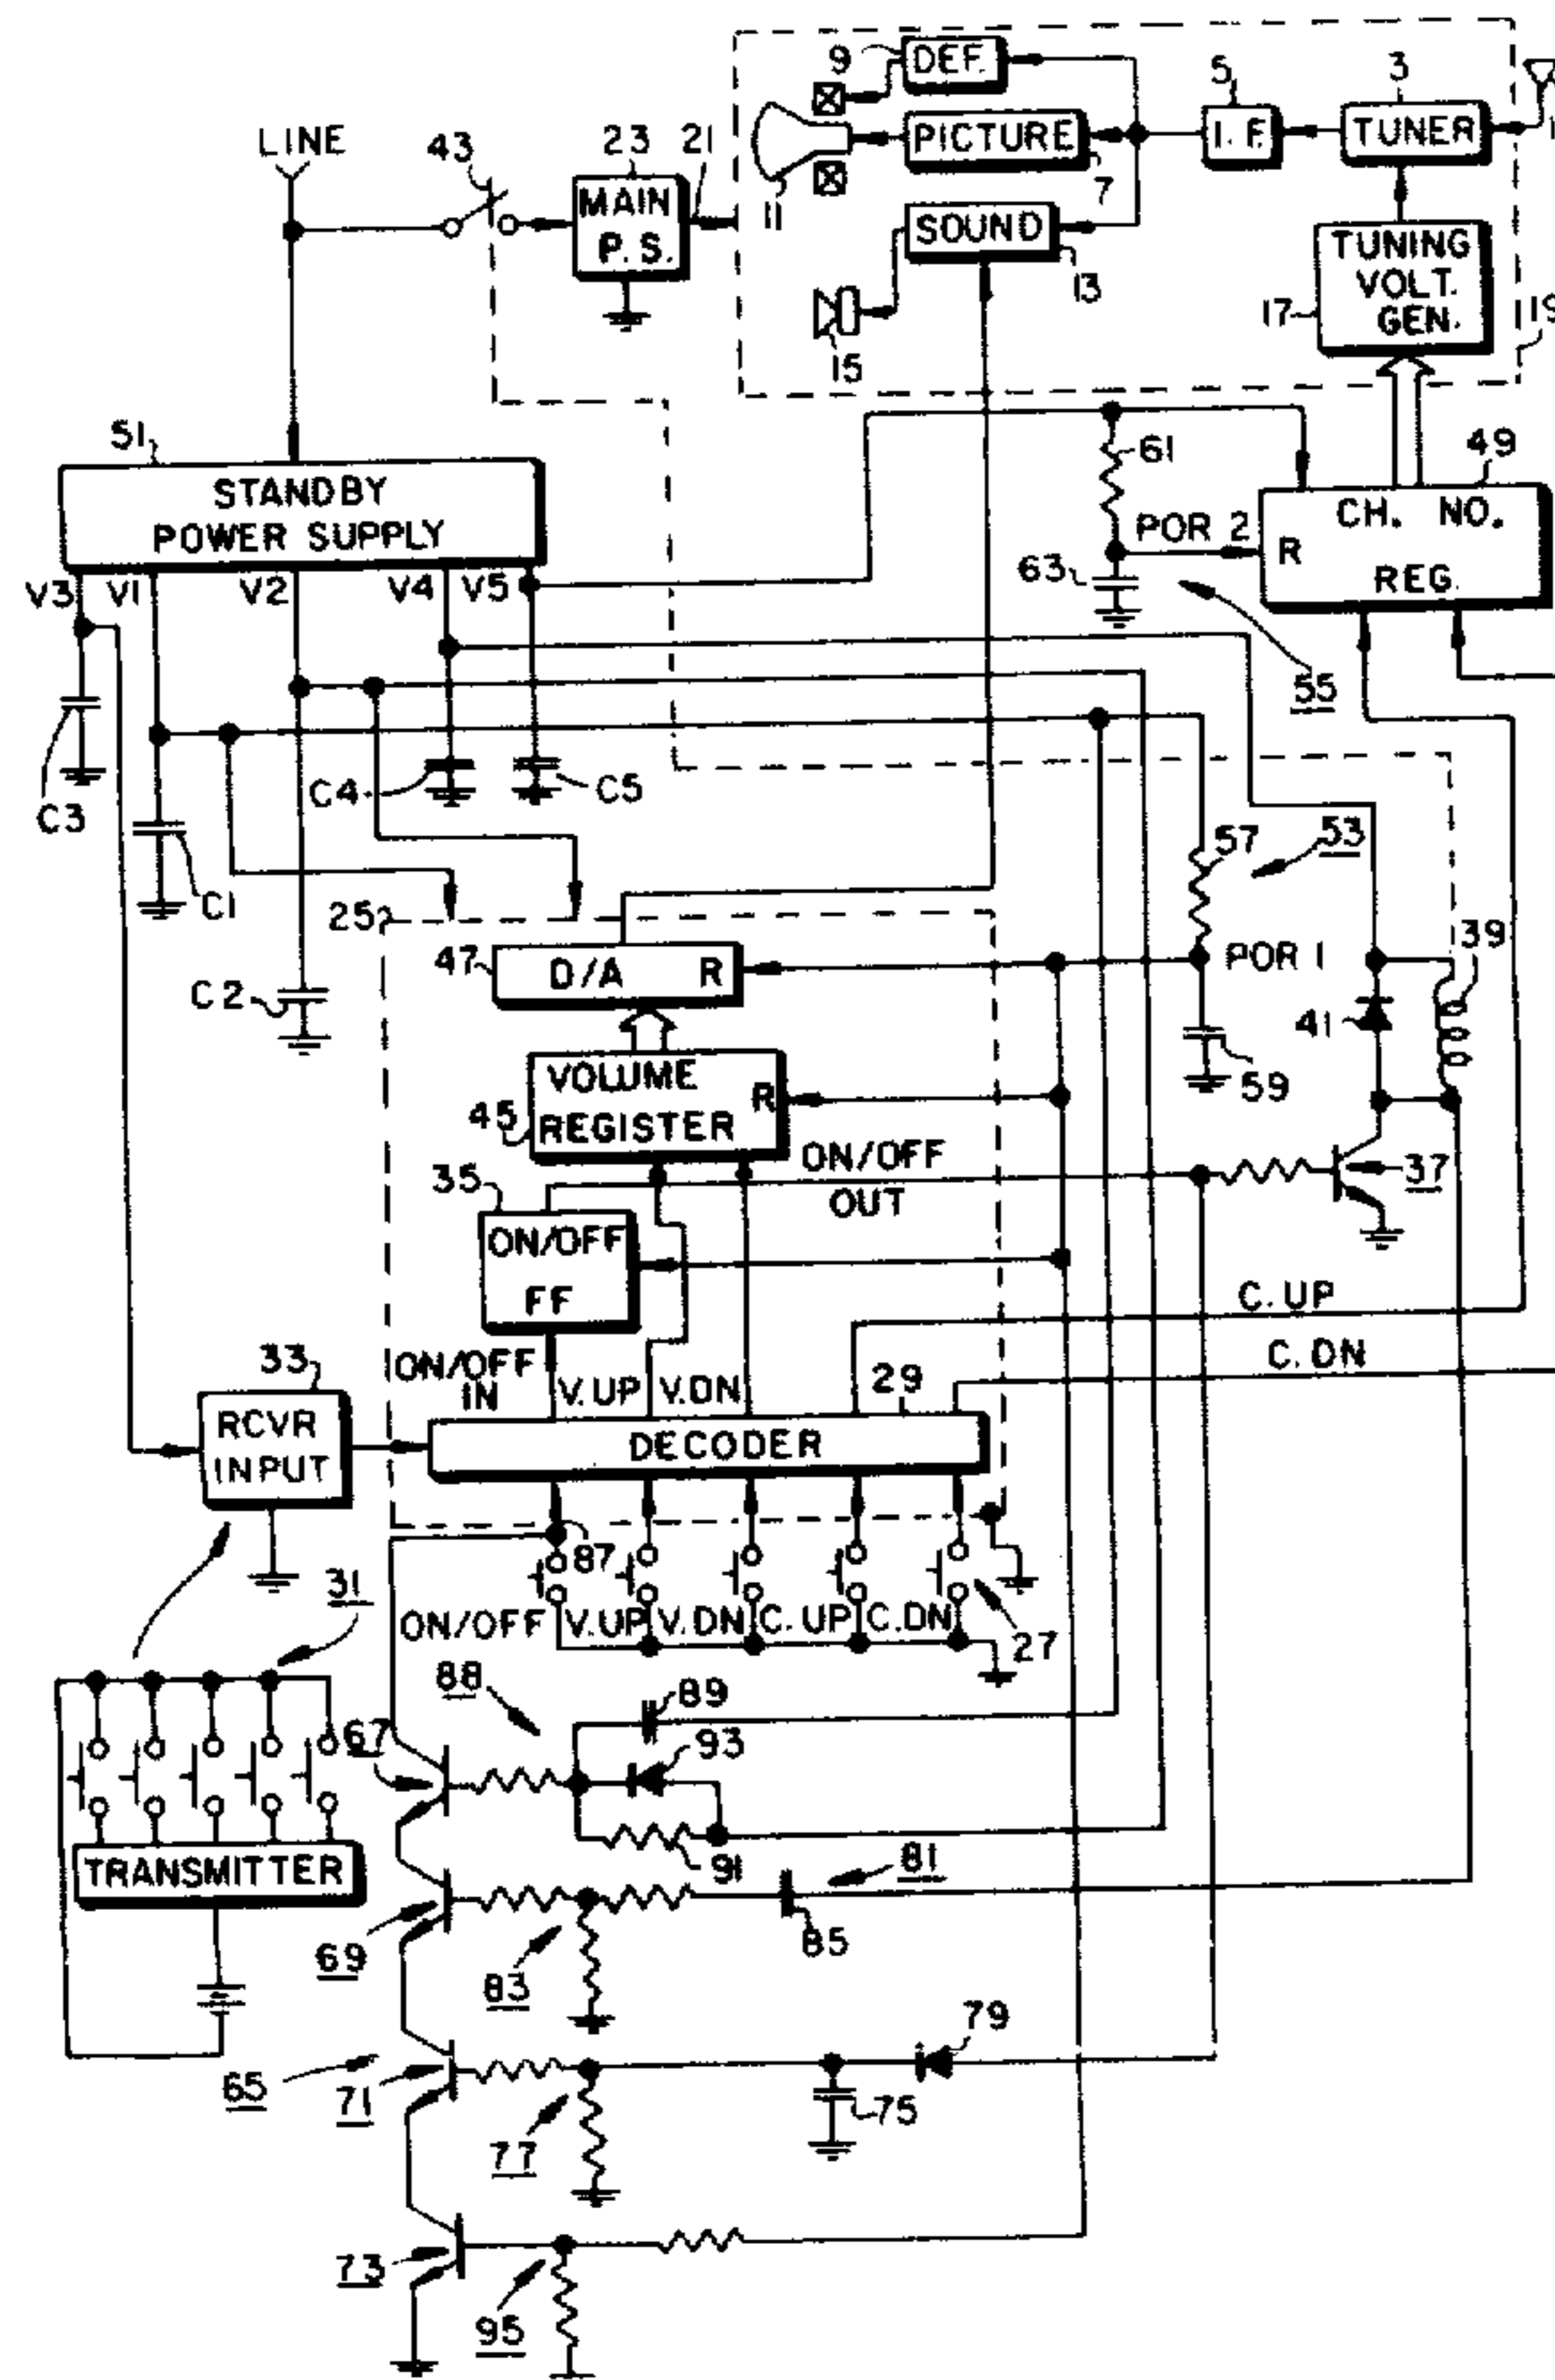 9
DEF.
5
3
LINE
43
23
21
PICTURE
I. F.
TUNER
1
MAIN
P. S.
11
7
SOUND
13
TUNING
VOLT.
GEN.
17
19
15
51
STANDBY
POWER SUPPLY
61
49
POR 2
CH. NO.
R
REG.
63
V3
V1
V2
V4
V5
55
C3
C4
C5
C1
57
53
25
47
D/A
R
POR 1
39
C2
41
VOLUME
REGISTER
R
45
59
ON/OFF
OUT
37
35
ON/OFF
FF
C. UP
C. DN
ON/OFF
IN
V. UP
V. DN
29
33
RCVR
INPUT
DECODER
87
31
ON/OFF
V. UP
V. DN
C. UP
C. DN
27
88
89
67
93
TRANSMITTER
91
81
69
83
85
79
65
71
77
75
73
95